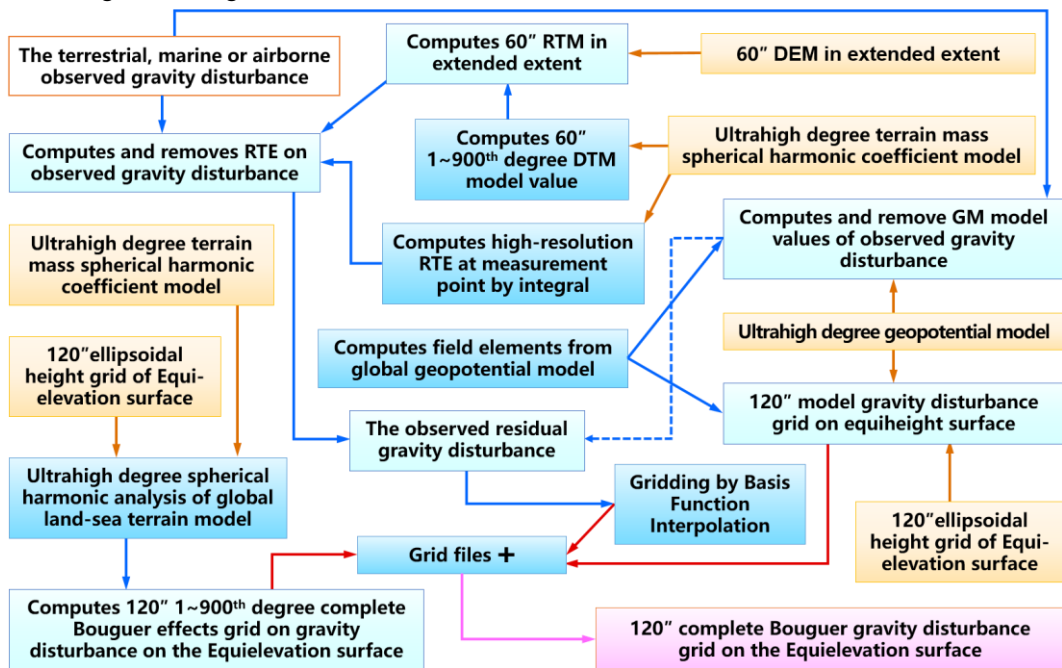 The terrestrial, marine or airborne
observed gravity disturbance
Computes 60″ RTM in
extended extent
60″ DEM in extended extent
Computes and removes RTE on
observed gravity disturbance
Computes 60″
1~900th degree DTM
model value
Ultrahigh degree terrain mass
spherical harmonic coefficient model
Ultrahigh degree terrain
mass spherical harmonic
coefficient model
Computes high-resolution
RTE at measurement
point by integral
Computes and remove GM model
values of observed gravity
disturbance
Ultrahigh degree geopotential model
120″ellipsoidal
height grid of Equi-
elevation surface
Computes field elements from
global geopotential model
120″ model gravity disturbance
grid on equiheight surface
The observed residual
gravity disturbance
Ultrahigh degree spherical
harmonic analysis of global
land-sea terrain model
Gridding by Basis
Function
Interpolation
120″ellipsoidal
height grid of Equi-
elevation surface
Grid files +
Computes 120″ 1~900th degree complete
Bouguer effects grid on gravity
disturbance on the Equielevation surface
120″ complete Bouguer gravity disturbance
grid on the Equielevation surface